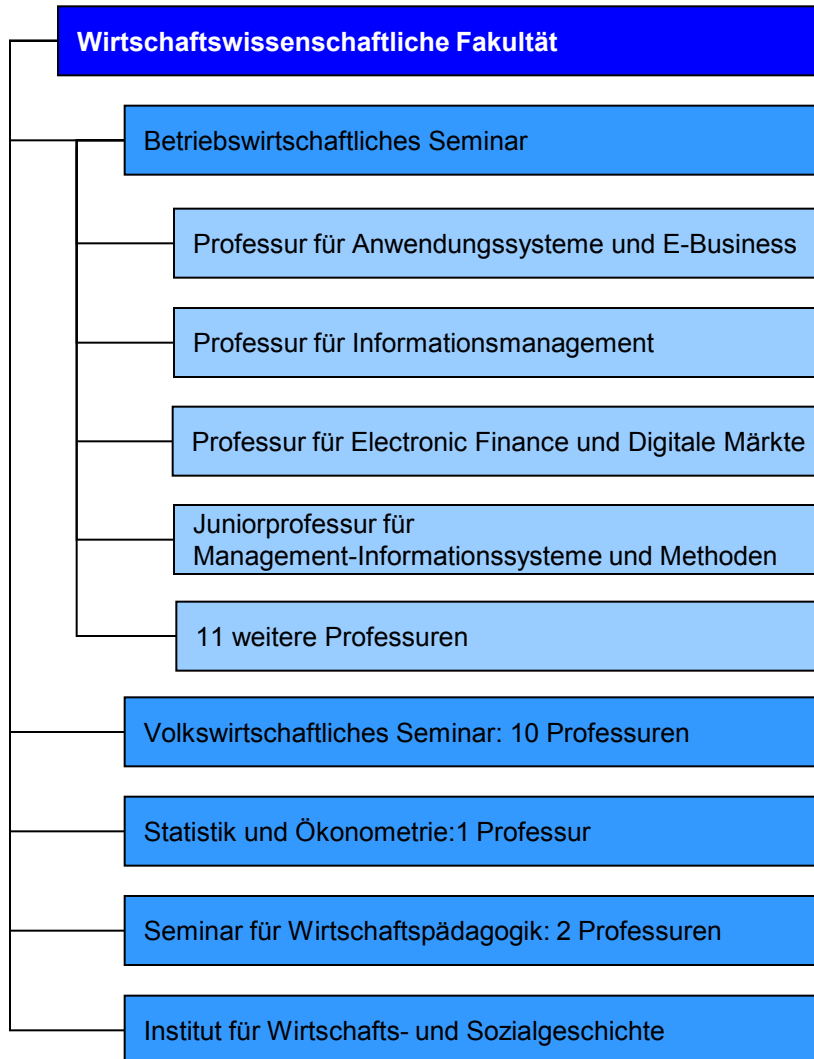 Wirtschaftswissenschaftliche Fakultät
Betriebswirtschaftliches Seminar
Professur für Anwendungssysteme und E-Business
Professur für Informationsmanagement
Professur für Electronic Finance und Digitale Märkte
Juniorprofessur für
Management-Informationssysteme und Methoden
11 weitere Professuren
Volkswirtschaftliches Seminar: 10 Professuren
Statistik und Ökonometrie:1 Professur
Seminar für Wirtschaftspädagogik: 2 Professuren
Institut für Wirtschafts- und Sozialgeschichte